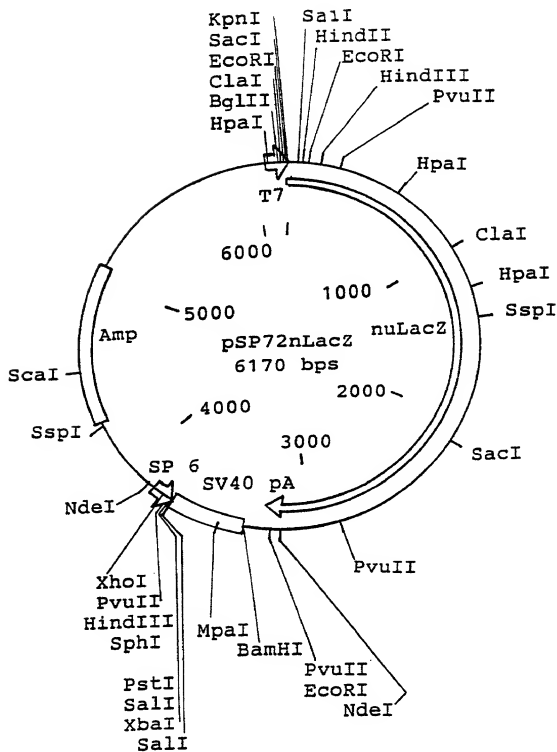 KpnI
SacI
EcoRI
ClaI
BglII
HpaI
SalI
HindII
EcoRI
HindIII
PvuII
HpaI
ClaI
HpaI
SspI
SacI
PvuII
T7
6000
1000
5000
pSP72nLacZ
6170 bps
nuLacZ
Amp
ScaI
2000
4000
SspI
3000
SP 6
SV40 pA
NdeI
XhoI
PvuII
HindIII
SphI
MpaI
BamHI
PvuII
EcoRI
NdeI
PstI
SalI
XbaI
SalI